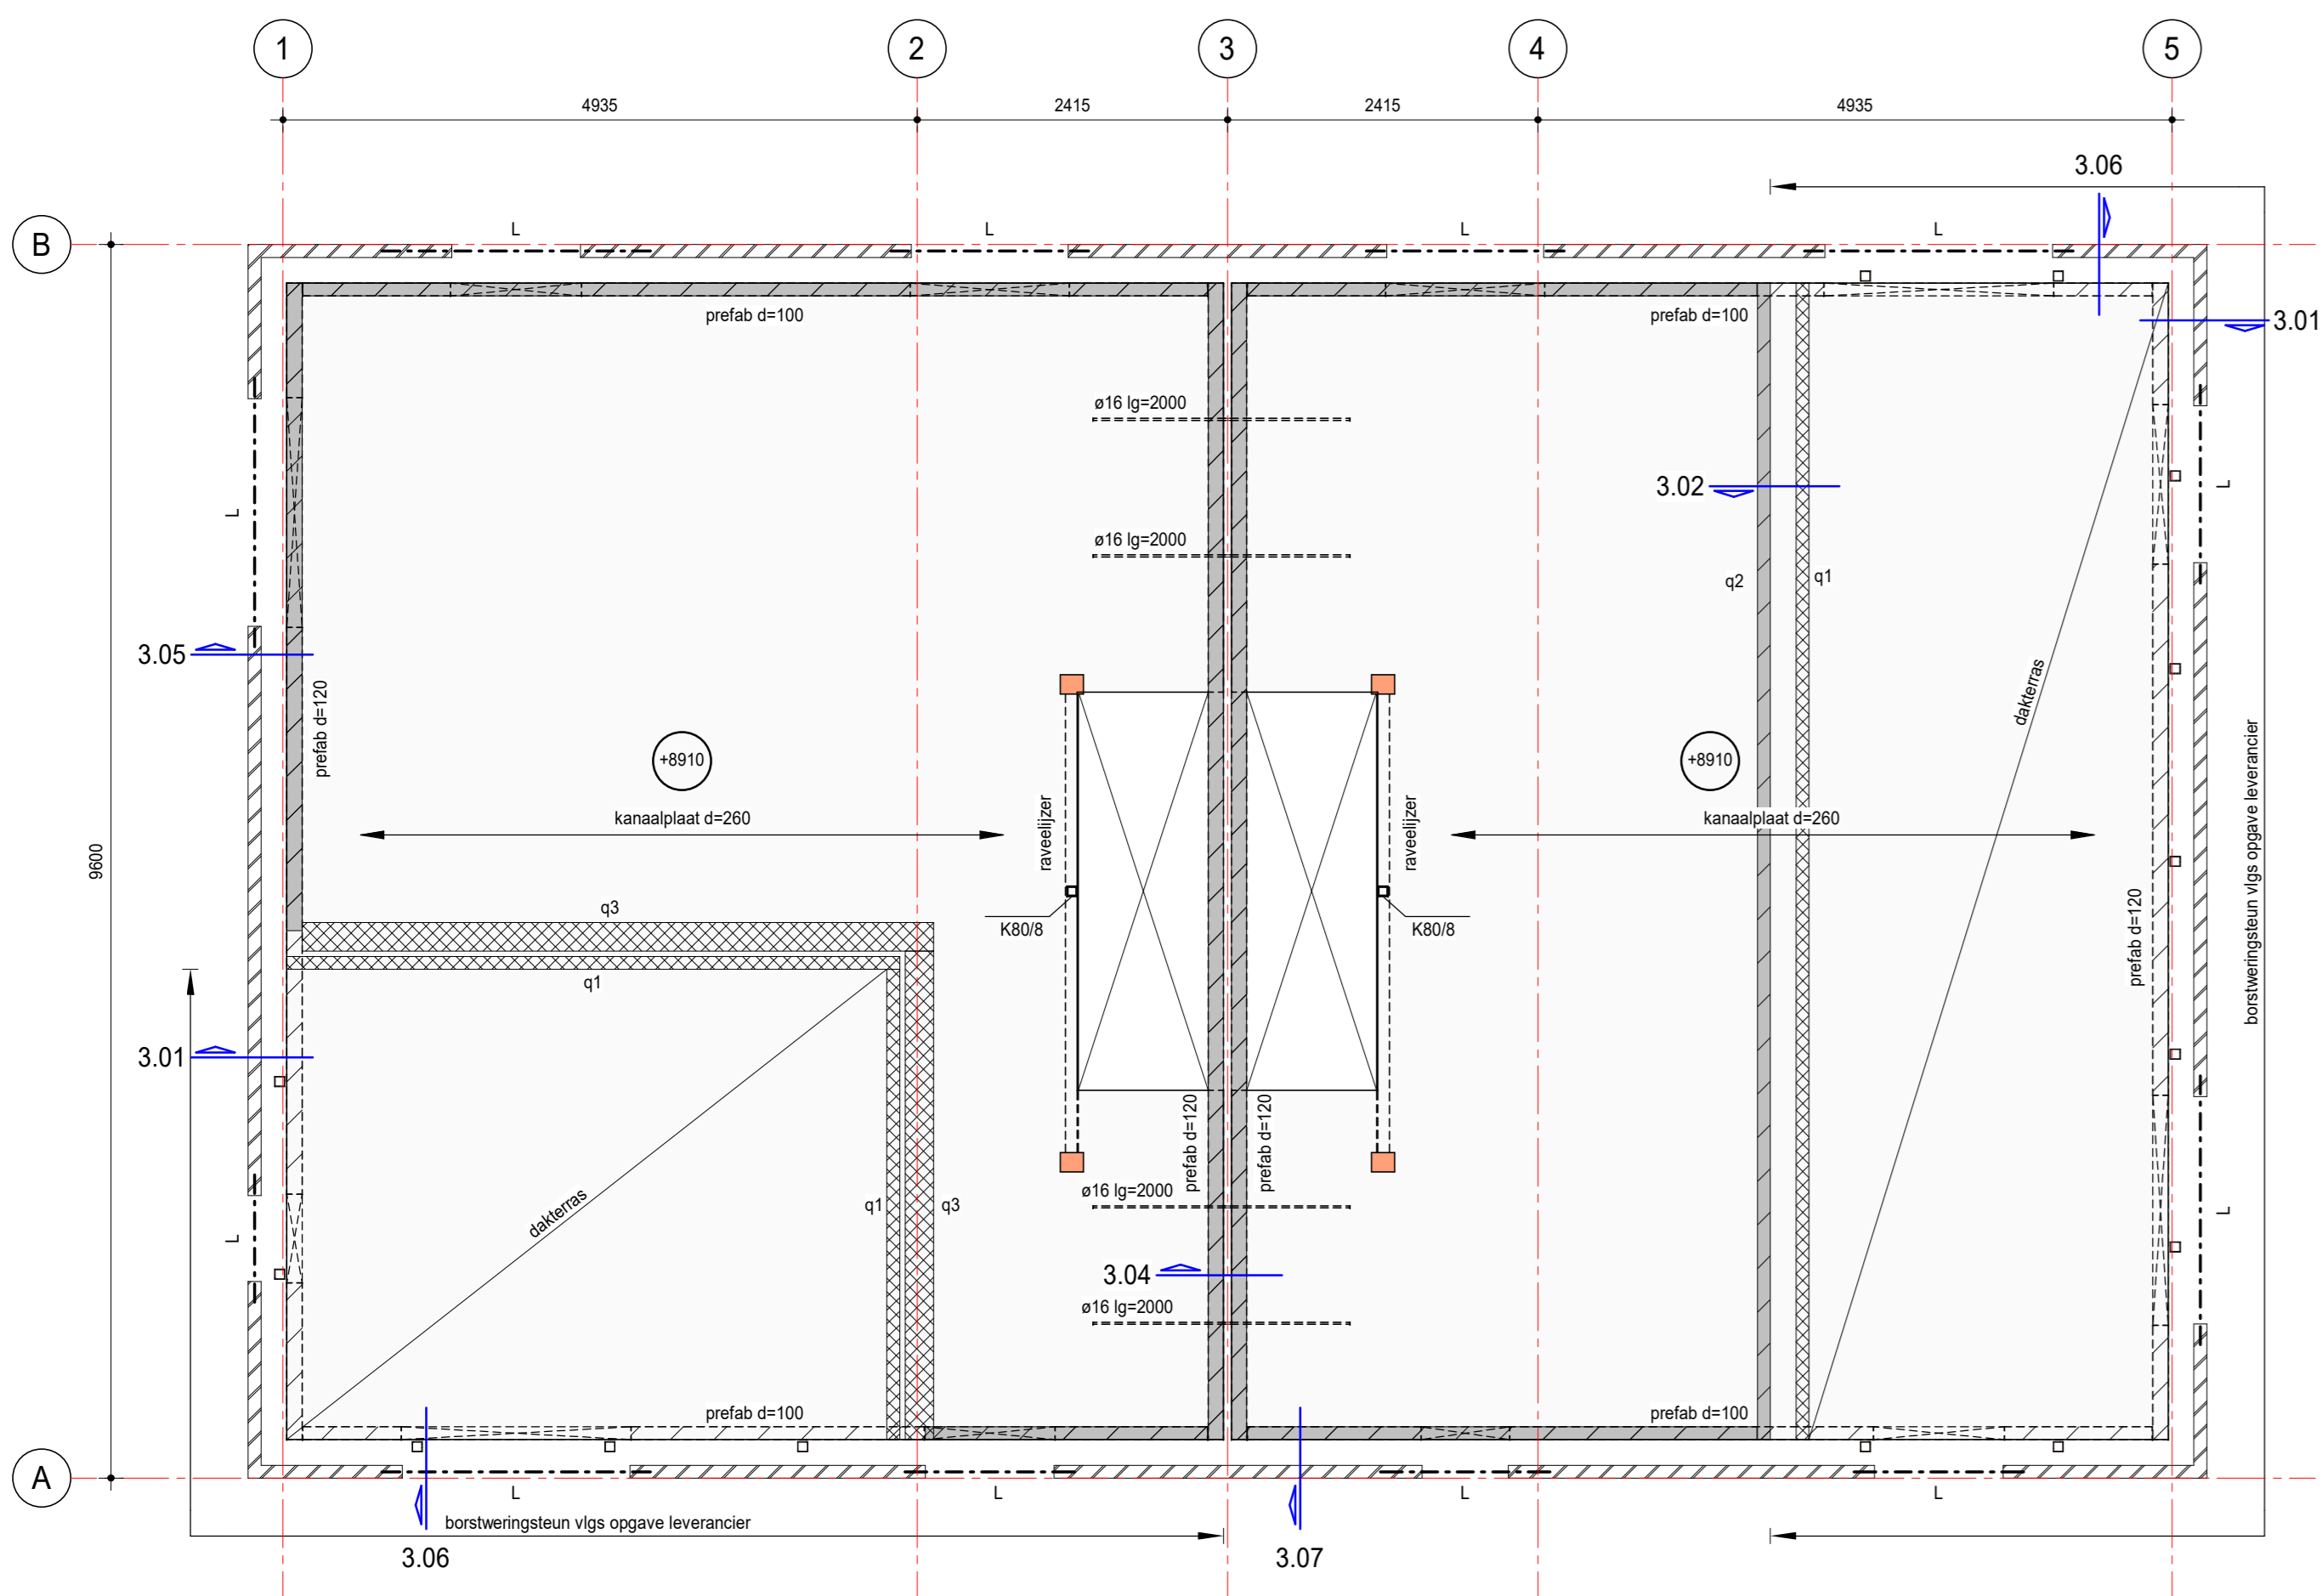 1
2
3
4
5
4935
2415
2415
4935
3.06
B
L
L
L
L
3.01
prefab d=100
prefab d=100
ø16 lg=2000
3.02
L
L
ø16 lg=2000
q2
q1
3.05
prefab d=120
dakterras
+8910
+8910
kanaalplaat d=260
kanaalplaat d=260
raveelijzer
raveelijzer
borstweringsteun vlgs opgave leverancier
9600
q3
K80/8
K80/8
prefab d=120
q1
3.01
prefab d=120
prefab d=120
ø16 lg=2000
dakterras
q1
q3
L
L
3.04
ø16 lg=2000
prefab d=100
prefab d=100
A
L
L
L
L
borstweringsteun vlgs opgave leverancier
3.06
3.07